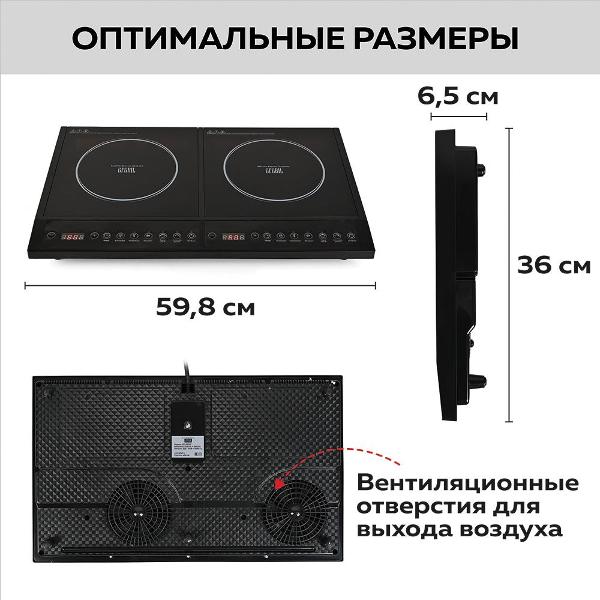 ОПТИМАЛЬНЫЕ РАЗМЕРЫ
6,5 см
36 см
59,8 см
Вентиляционные
отверстия для
выхода воздуха